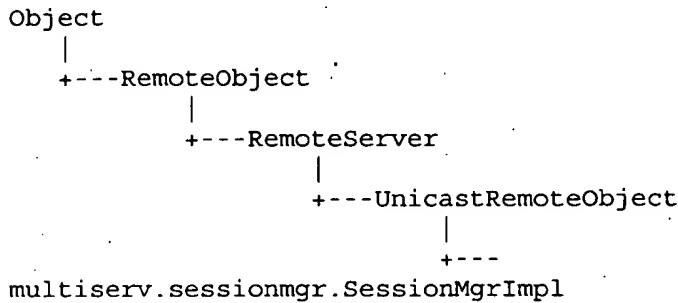 Object
|
+---RemoteObject
|
+---RemoteServer
|
+---UnicastRemoteObject
|
+---
multiserv.sessionmgr.SessionMgrImpl